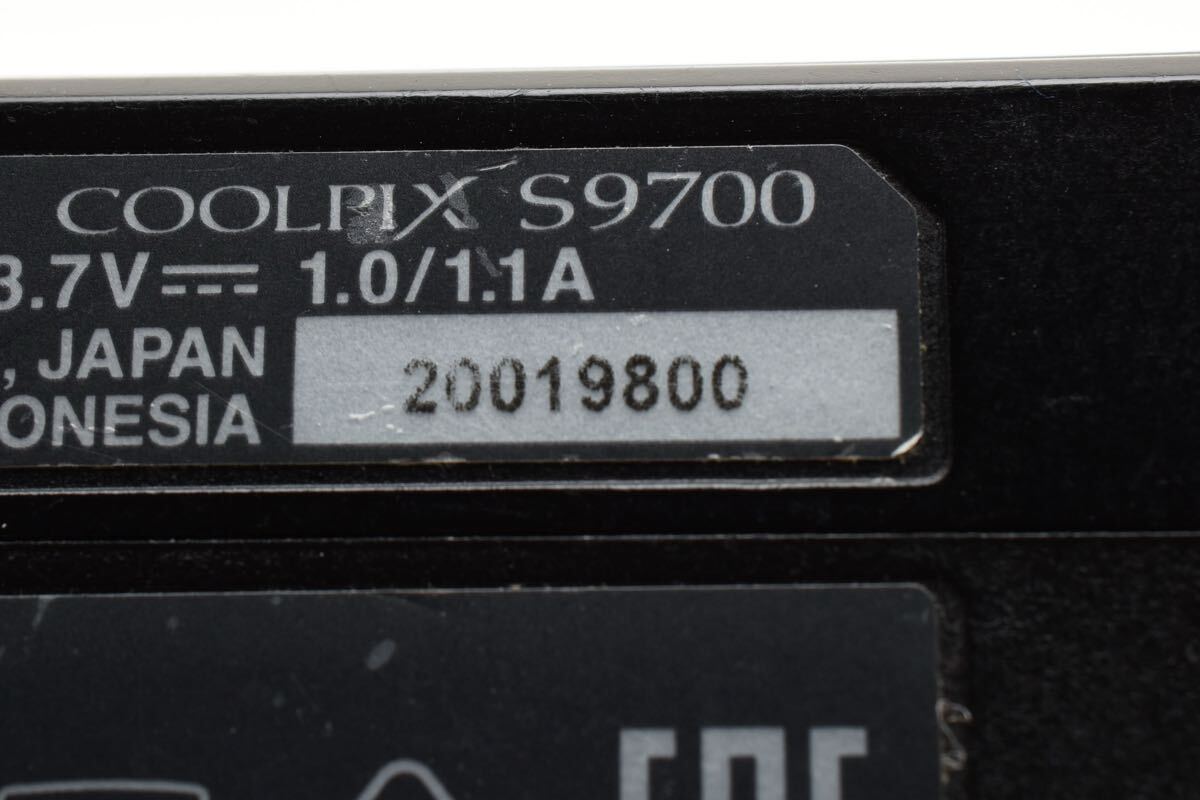 COOLPIX S9700
3.7V 1.0/1.1A
, JAPAN
20019800
ONESIA